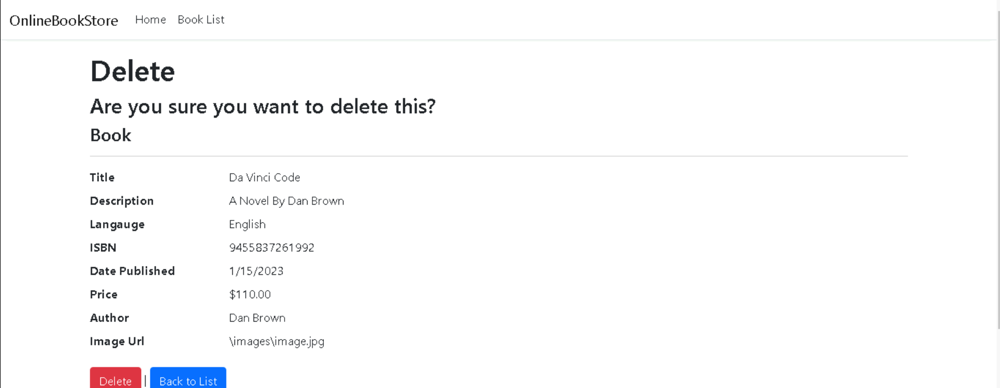 OnlineBookStore Home Book List
Delete
Are you sure you want to delete this?
Book
Title Da Vinci Code
Description A Novel By Dan Brown
Langauge English
ISBN 9455837261992
Date Published 1/15/2023
Price $110.00
Author Dan Brown
Image Url \images\image.jpg
Delete | Back to List